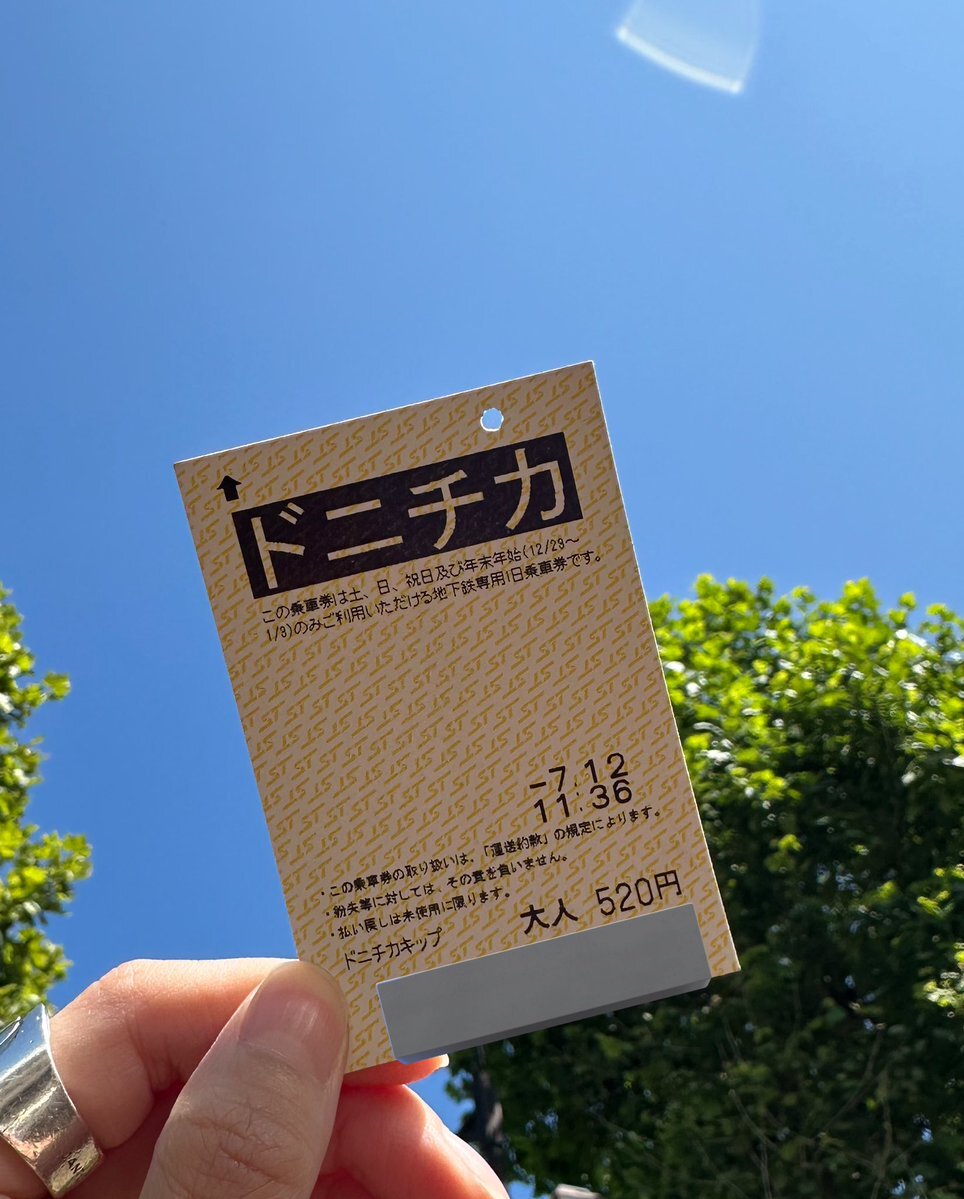 ドニチカ
この乗車券は土、日、祝日及び年末年始(12/29～
1/3)のみご利用いただける地下鉄専用1日乗車券です。
-7.12
11:36
・この乗車券の取り扱いは、「運送約款」の規定によります。
・紛失等に対しては、その責を負いません。
・払い戻しは未使用に限ります。
大人 520円
ドニチカキップ